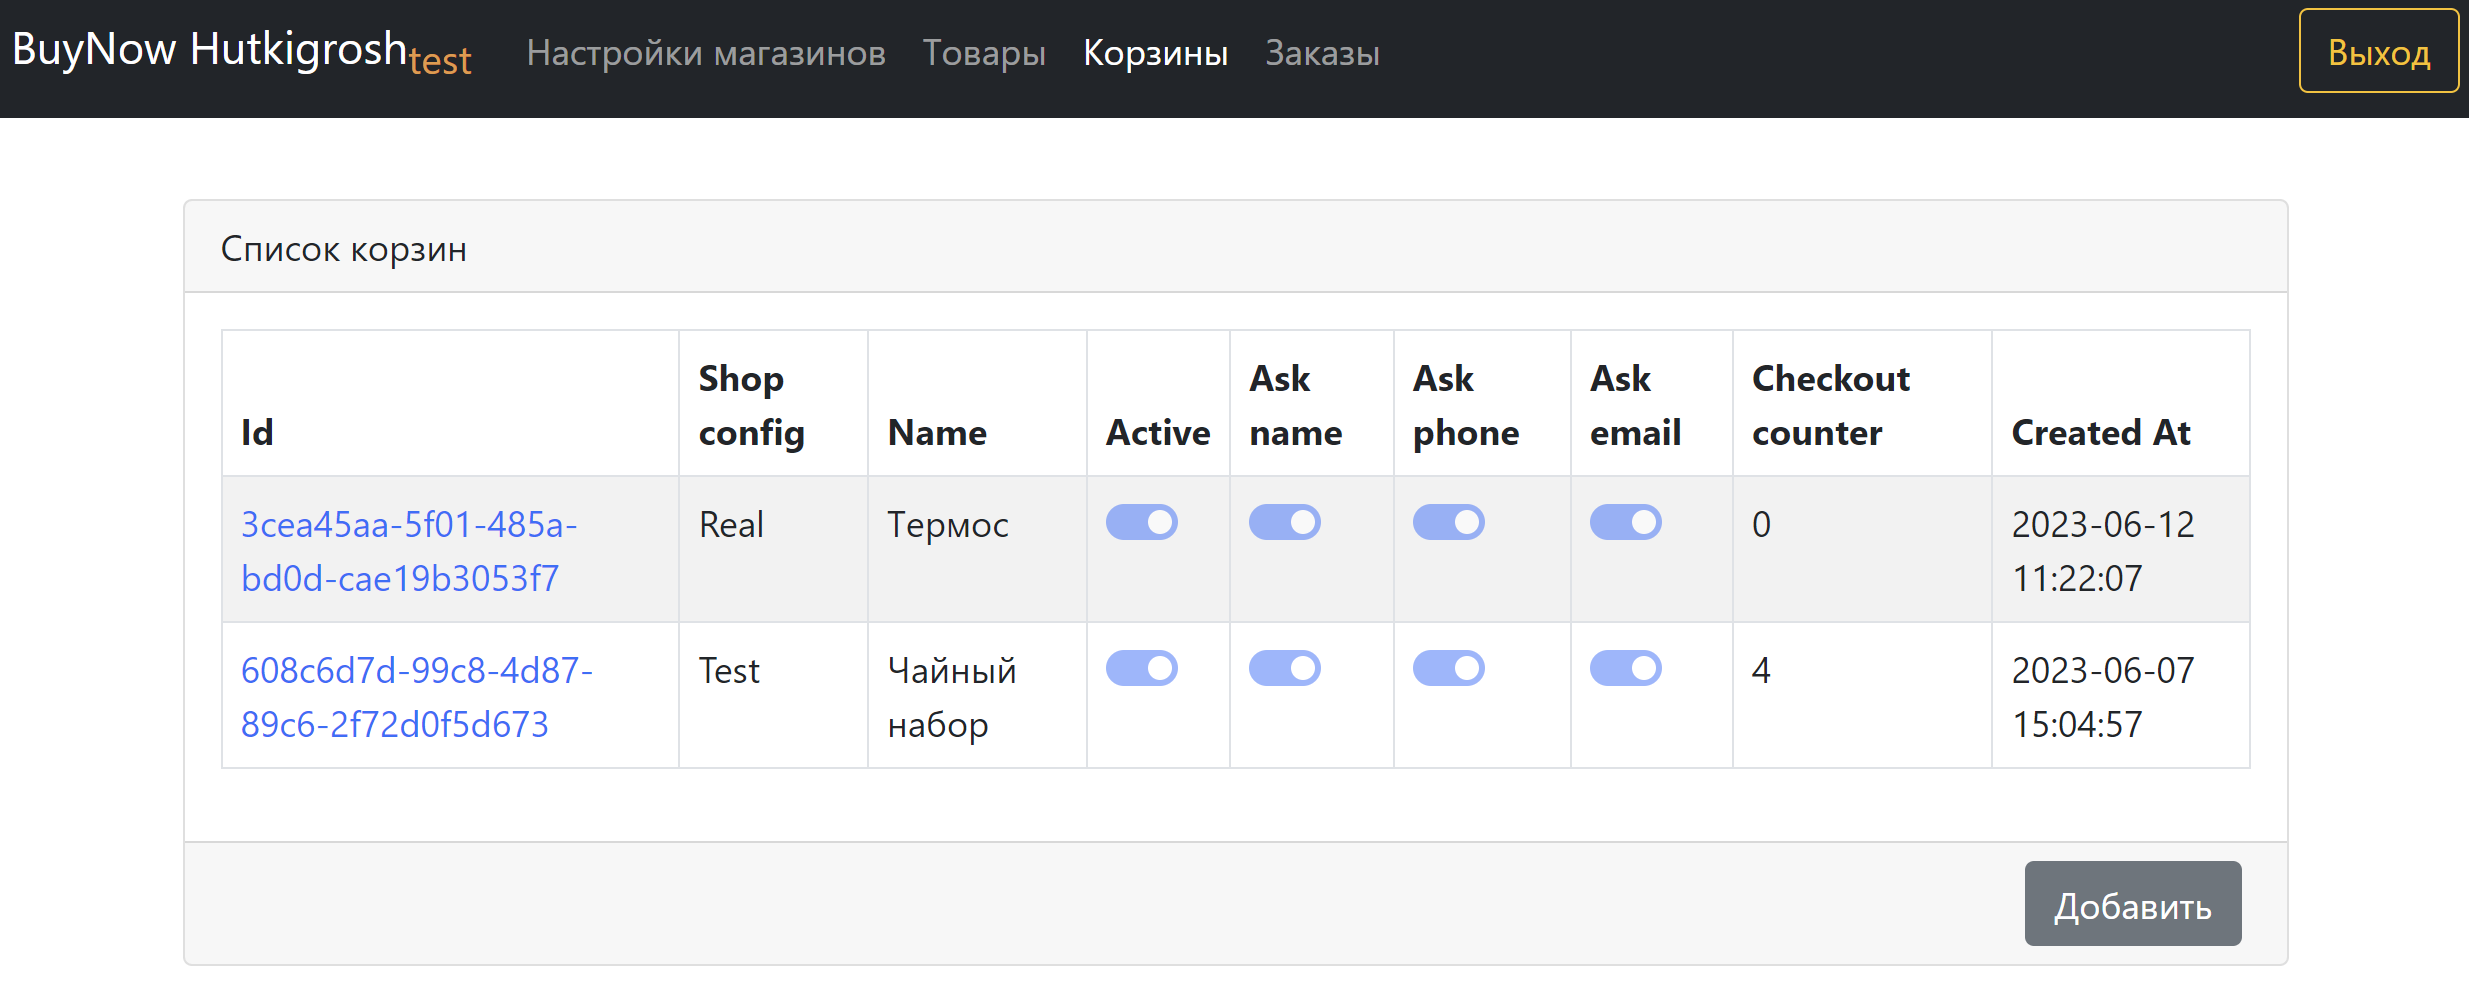 BuyNow Hutkigrosh test Настройки магазинов Товары Корзины Заказы Выход
Список корзин
Id Shop config Name Active Ask name Ask phone Ask email Checkout counter Created At
3cea45aa-5f01-485a- Real Термос 0 2023-06-12
bd0d-cae19b3053f7 11:22:07
608c6d7d-99c8-4d87- Test Чайный 4 2023-06-07
89c6-2f72d0f5d673 набор 15:04:57
Добавить